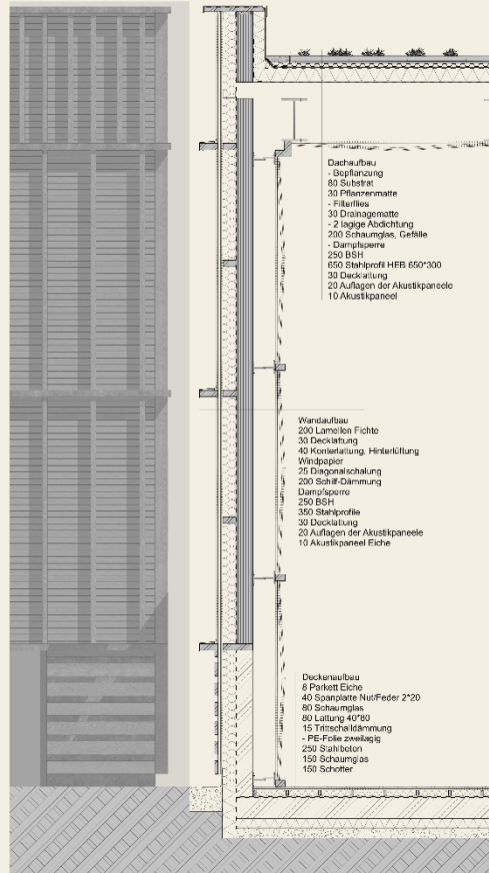 Dachaufbau
- Bepflanzung
80 Substrat
30 Pflanzenmatte
- Filterflies
30 Drainagematte
- 2 lagige Abdichtung
200 Schaumglas, Gefälle
- Dampfsperre
250 BSH
650 Stahlprofil HEB 650*300
30 Decklattung
20 Auflagen der Akustikpaneele
10 Akustikpaneel
Wandaufbau
200 Lamellen Fichte
30 Decklattung
40 Konterlattung, Hinterlüftung
Windpapier
25 Diagonalschalung
200 Schilf-Dämmung
Dampfsperre
250 BSH
350 Stahlprofile
30 Decklattung
20 Auflagen der Akustikpaneele
10 Akustikpaneel Eiche
Deckenaufbau
8 Parkett Eiche
40 Spanplatte Nut/Feder 2*20
80 Schaumglas
80 Lattung 40*80
15 Trittschalldämmung
- PE-Folie zweilagig
250 Stahlbeton
150 Schaumglas
150 Schotter